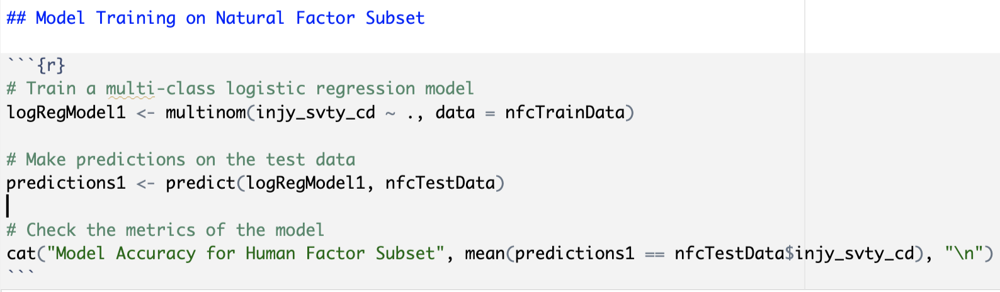 ## Model Training on Natural Factor Subset
```{r}
# Train a multi-class logistic regression model
logRegModel1 <- multinom(injy_svty_cd ~ ., data = nfcTrainData)
# Make predictions on the test data
predictions1 <- predict(logRegModel1, nfcTestData)
# Check the metrics of the model
cat("Model Accuracy for Human Factor Subset", mean(predictions1 == nfcTestData$injy_svty_cd), "\n")
```